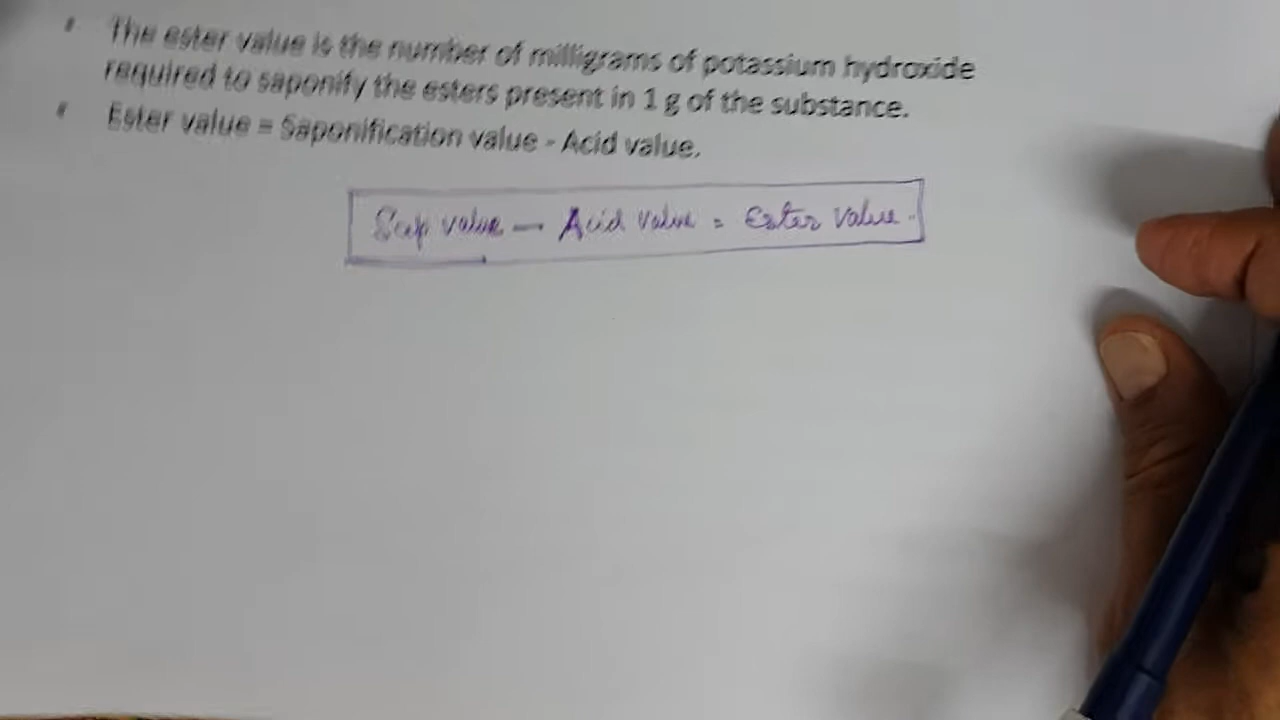 The ester value is the number of milligrams of potassium hydroxide
required to saponify the esters present in 1 g of the substance.
Ester value = Saponification value - Acid value.
Sap value — Acid value = Ester Value.